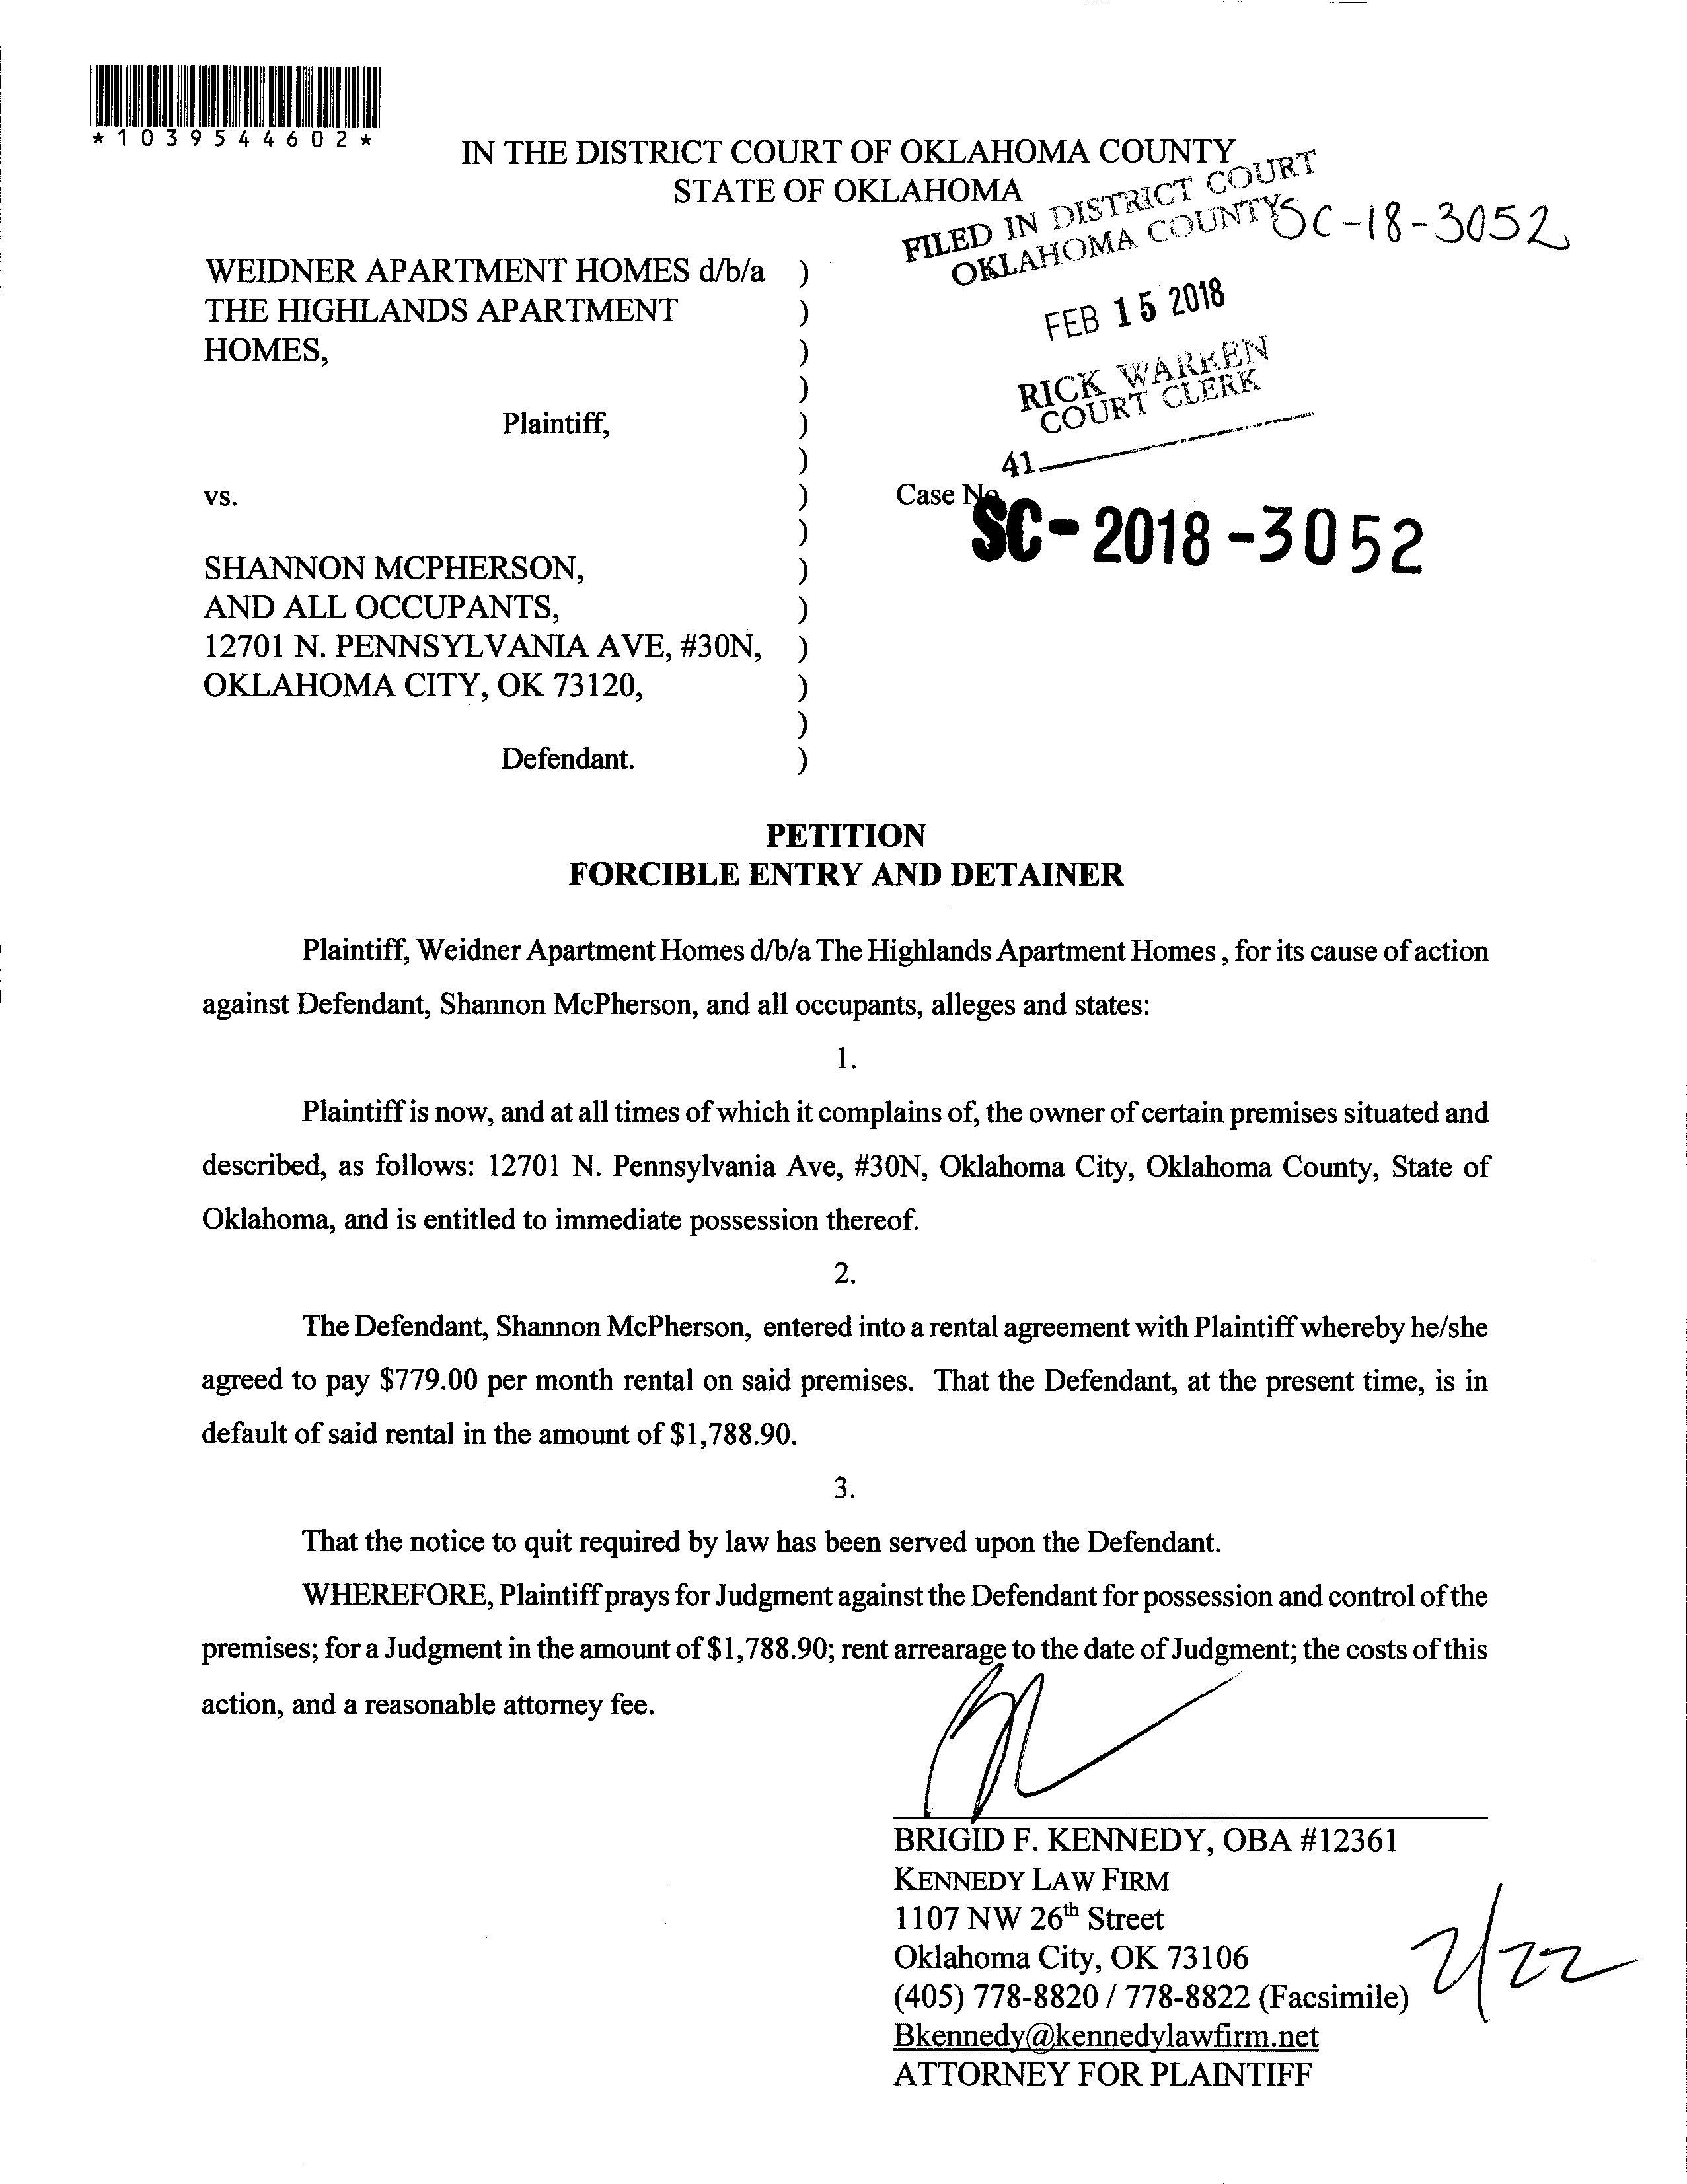 *1039544602*
IN THE DISTRICT COURT OF OKLAHOMA COUNTY
STATE OF OKLAHOMA
FILED IN DISTRICT COURT
OKLAHOMA COUNTY
SC-18-3052
FEB 15 2018
RICK WARREN
COURT CLERK
41
WEIDNER APARTMENT HOMES d/b/a )
THE HIGHLANDS APARTMENT )
HOMES, )
)
Plaintiff, )
)
vs. ) Case No.
SC-2018-3052
)
SHANNON MCPHERSON, )
AND ALL OCCUPANTS, )
12701 N. PENNSYLVANIA AVE, #30N, )
OKLAHOMA CITY, OK 73120, )
)
Defendant. )
PETITION
FORCIBLE ENTRY AND DETAINER
Plaintiff, Weidner Apartment Homes d/b/a The Highlands Apartment Homes , for its cause of action
against Defendant, Shannon McPherson, and all occupants, alleges and states:
1.
Plaintiff is now, and at all times of which it complains of, the owner of certain premises situated and
described, as follows: 12701 N. Pennsylvania Ave, #30N, Oklahoma City, Oklahoma County, State of
Oklahoma, and is entitled to immediate possession thereof.
2.
The Defendant, Shannon McPherson, entered into a rental agreement with Plaintiff whereby he/she
agreed to pay $779.00 per month rental on said premises. That the Defendant, at the present time, is in
default of said rental in the amount of $1,788.90.
3.
That the notice to quit required by law has been served upon the Defendant.
WHEREFORE, Plaintiff prays for Judgment against the Defendant for possession and control of the
premises; for a Judgment in the amount of $1,788.90; rent arrearage to the date of Judgment; the costs of this
action, and a reasonable attorney fee.
BRIGID F. KENNEDY, OBA #12361
KENNEDY LAW FIRM
1107 NW 26th Street
Oklahoma City, OK 73106
(405) 778-8820 / 778-8822 (Facsimile)
Bkennedy@kennedylawfirm.net
ATTORNEY FOR PLAINTIFF
2/22